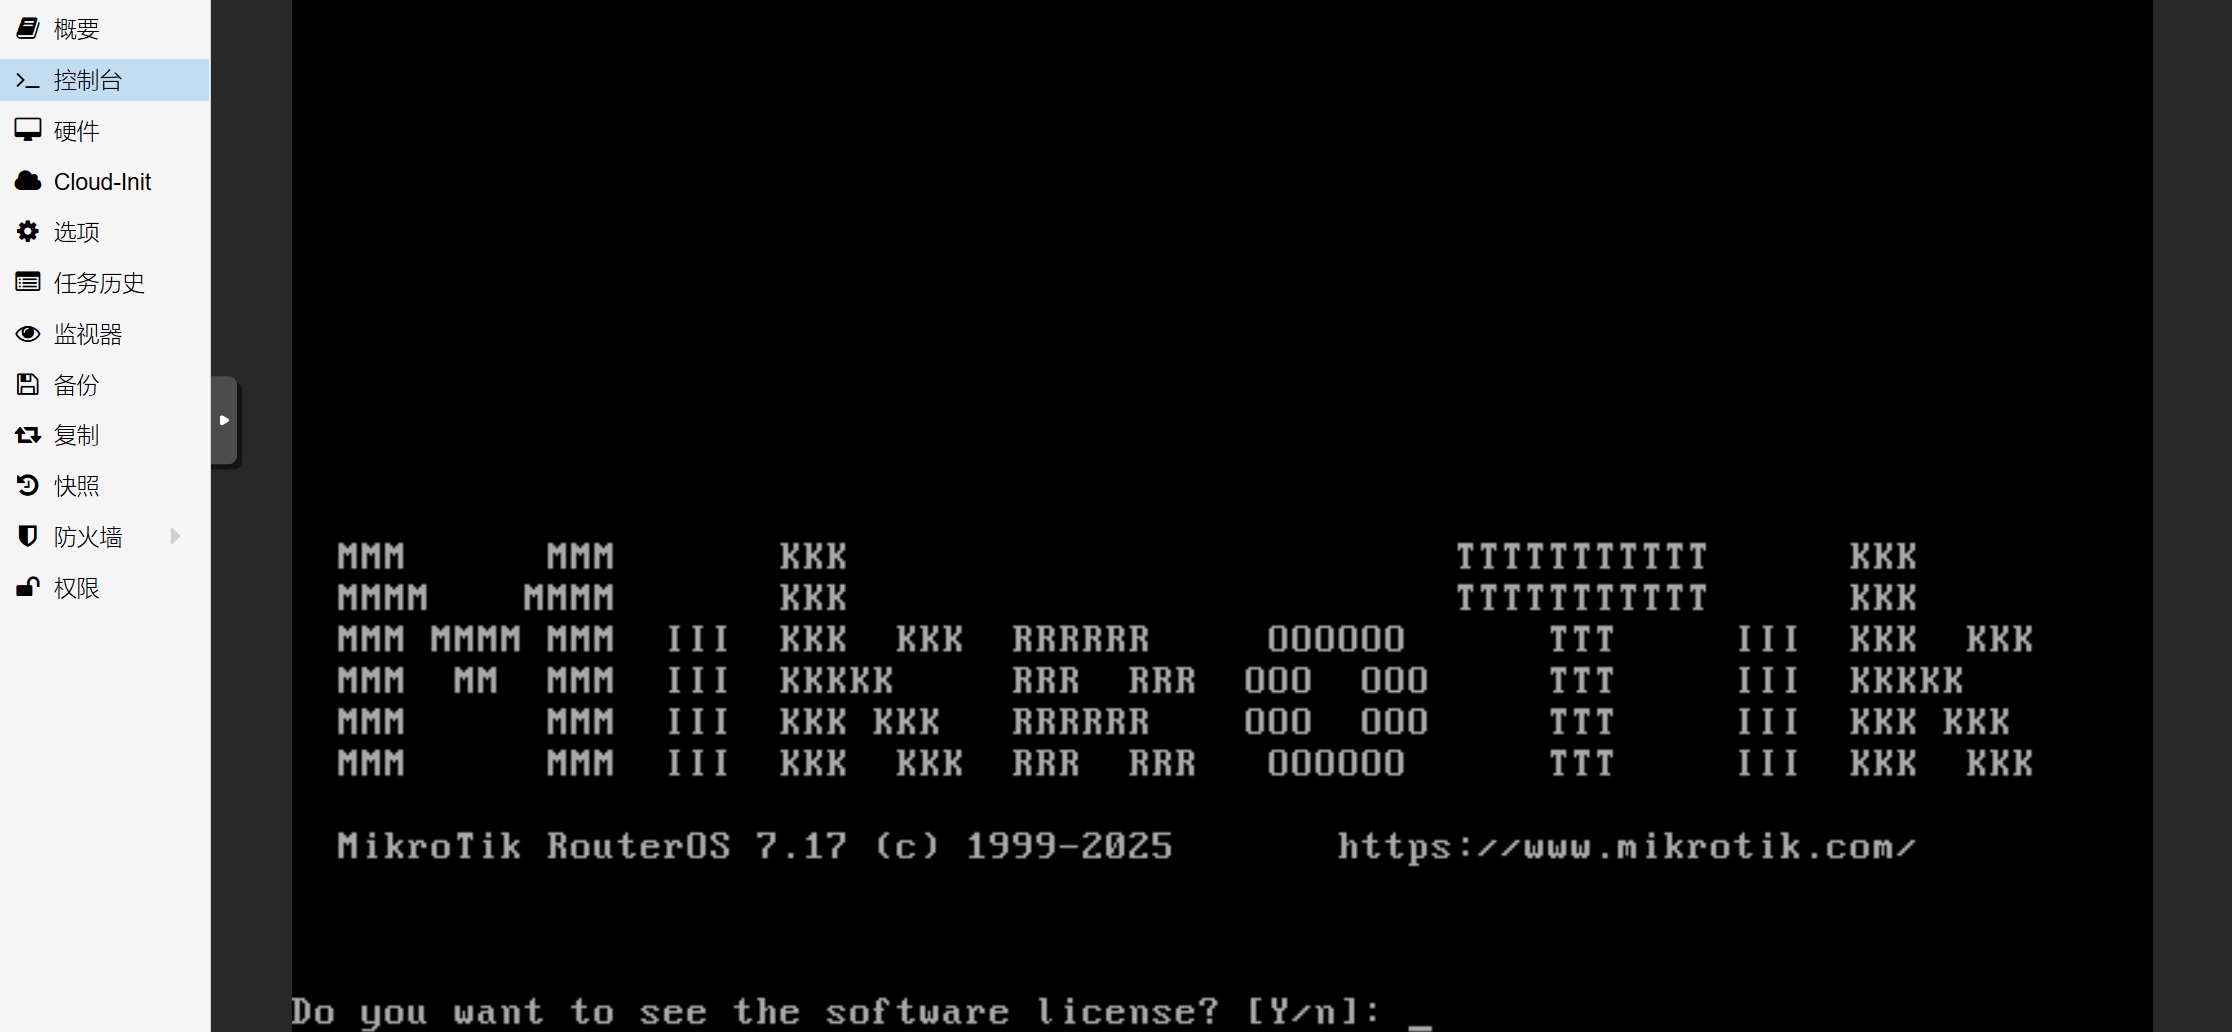 概要
控制台
硬件
Cloud-Init
选项
任务历史
监视器
备份
复制
快照
防火墙
权限
MMM      MMM       KKK                          TTTTTTTTTTT      KKK
MMMM    MMMM       KKK                          TTTTTTTTTTT      KKK
MMM MMMM MMM  III  KKK  KKK  RRRRRR     OOOOOO      TTT     III  KKK  KKK
MMM  MM  MMM  III  KKKKK     RRR  RRR  OOO  OOO     TTT     III  KKKKK
MMM      MMM  III  KKK KKK   RRRRRR    OOO  OOO     TTT     III  KKK KKK
MMM      MMM  III  KKK  KKK  RRR  RRR   OOOOOO      TTT     III  KKK  KKK
MikroTik RouterOS 7.17 (c) 1999-2025       https://www.mikrotik.com/
Do you want to see the software license? [Y/n]: _